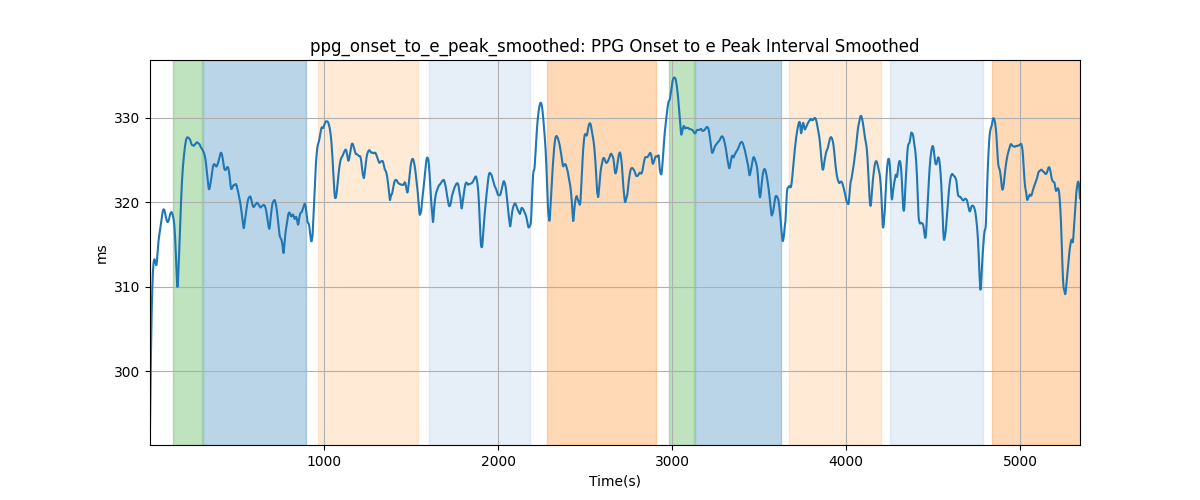 ppg_onset_to_e_peak_smoothed: PPG Onset to e Peak Interval Smoothed
330
320
310
300
ms
1000 2000 3000 4000 5000
Time(s)